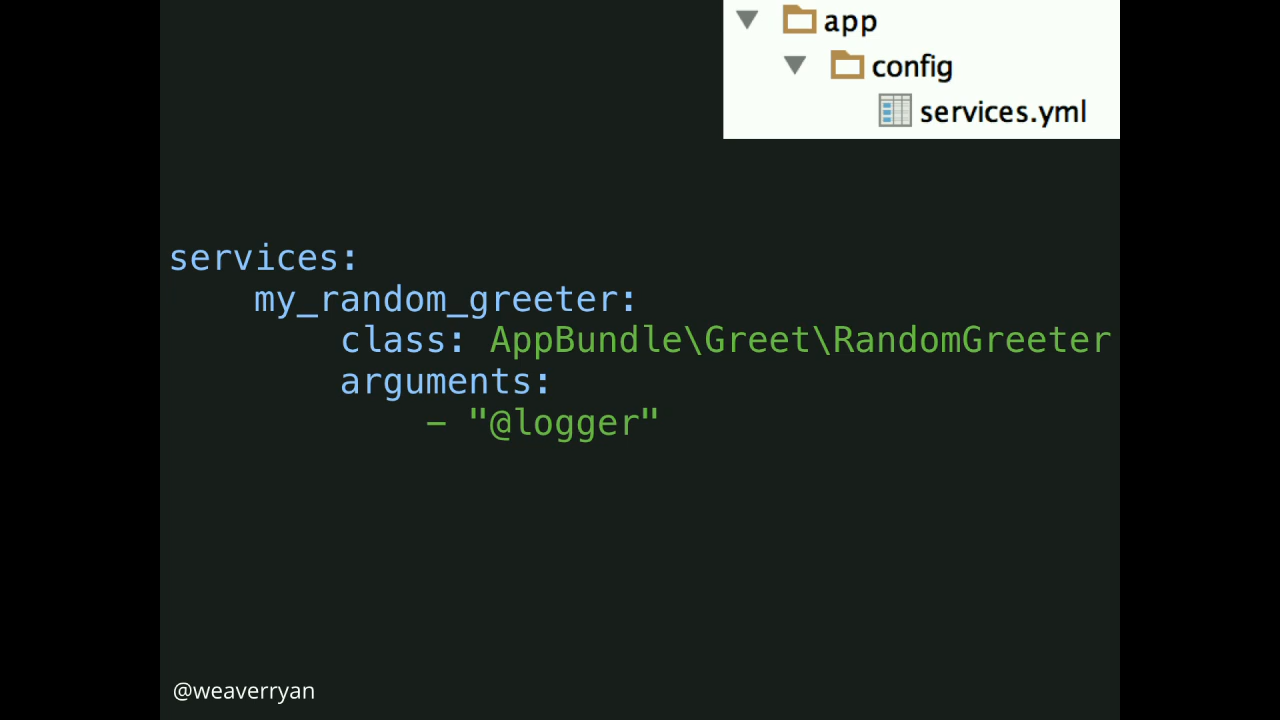 app
config
services.yml
services:
my_random_greeter:
class: AppBundle\Greet\RandomGreeter
arguments:
- "@logger"
@weaverryan